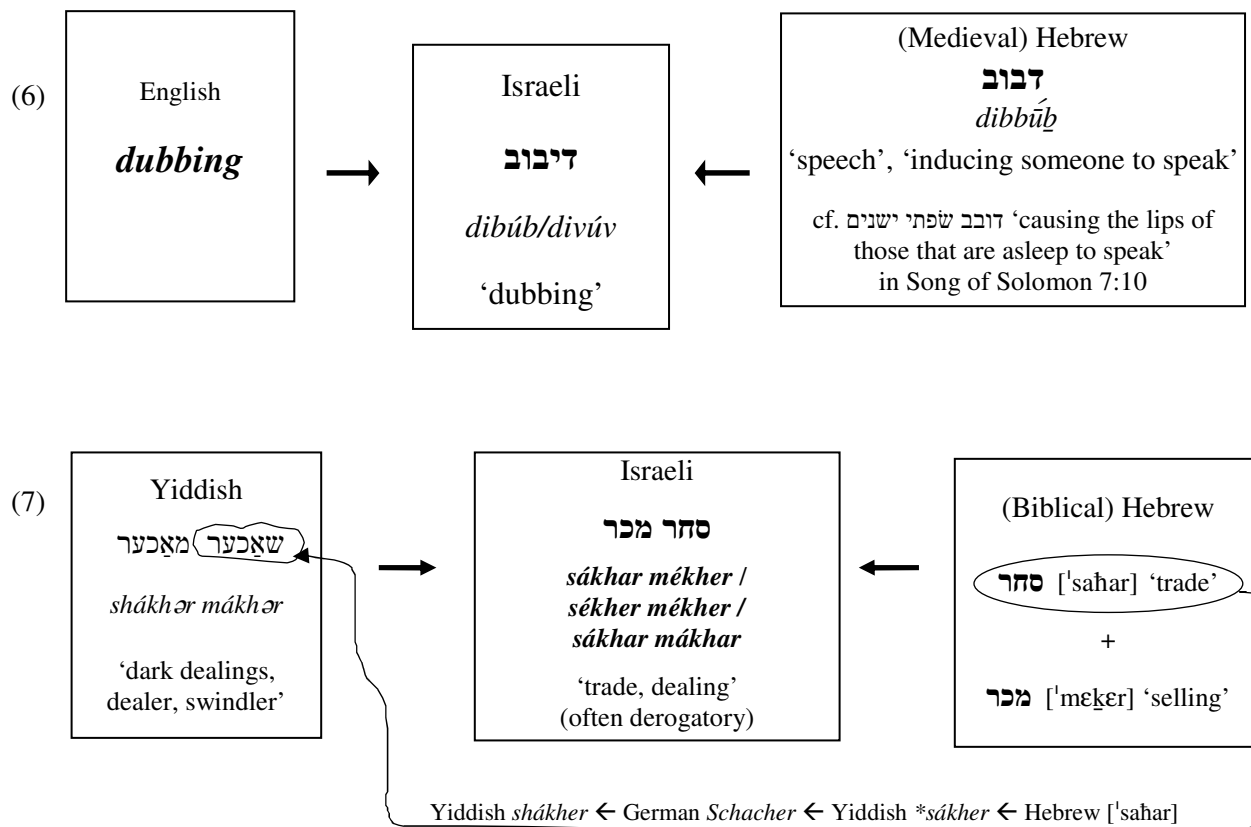 (6)
English
dubbing
Israeli
דיבוב
dibúb/divúv
‘dubbing’
(Medieval) Hebrew
דבוב
dibbū́ḇ
‘speech’, ‘inducing someone to speak’
cf. דובב שׂפתי ישנים ‘causing the lips of
those that are asleep to speak’
in Song of Solomon 7:10
(7)
Yiddish
שאַכער מאַכער
shákhər mákhər
‘dark dealings,
dealer, swindler’
Israeli
סחר מכר
sákhar mékher /
sékher mékher /
sákhar mákhar
‘trade, dealing’
(often derogatory)
(Biblical) Hebrew
סחר [ˈsaħar] ‘trade’
+
מכר [ˈmɛḵɛr] ‘selling’
Yiddish shákher ← German Schacher ← Yiddish *sákher ← Hebrew [ˈsaħar]